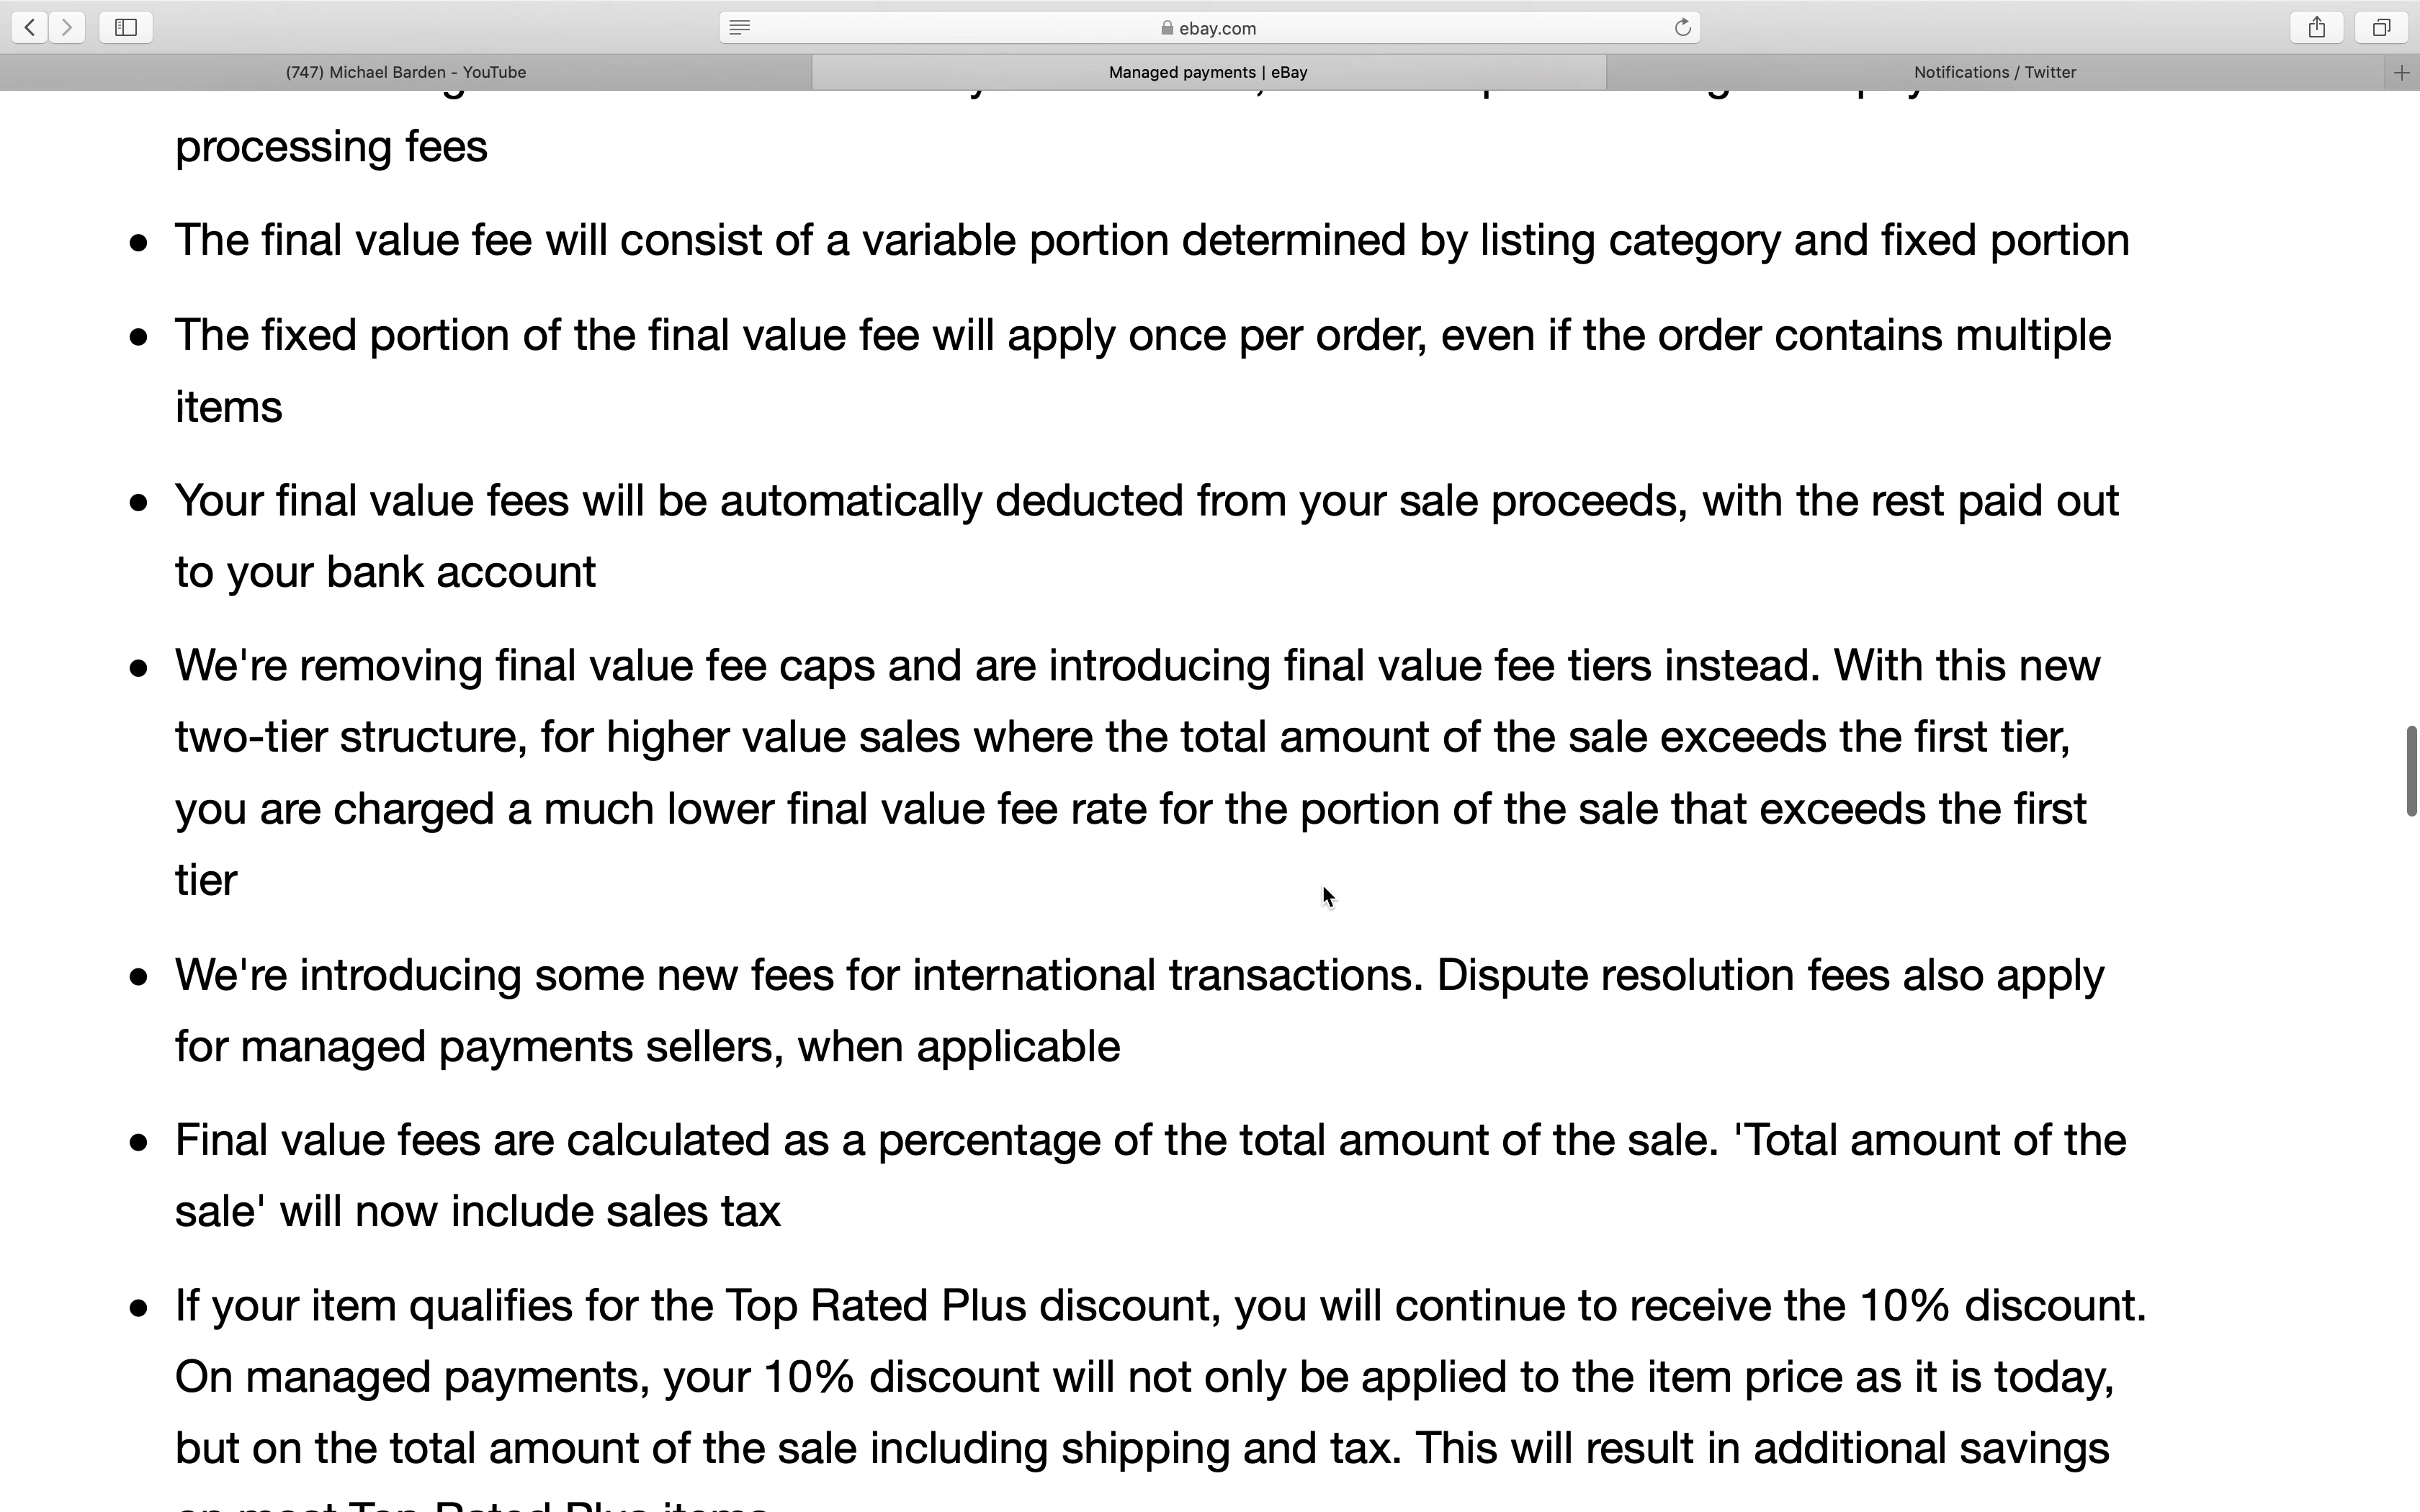 ebay.com
(747) Michael Barden - YouTube
Managed payments | eBay
Notifications / Twitter
processing fees
• The final value fee will consist of a variable portion determined by listing category and fixed portion
• The fixed portion of the final value fee will apply once per order, even if the order contains multiple
items
• Your final value fees will be automatically deducted from your sale proceeds, with the rest paid out
to your bank account
• We're removing final value fee caps and are introducing final value fee tiers instead. With this new
two-tier structure, for higher value sales where the total amount of the sale exceeds the first tier,
you are charged a much lower final value fee rate for the portion of the sale that exceeds the first
tier
• We're introducing some new fees for international transactions. Dispute resolution fees also apply
for managed payments sellers, when applicable
• Final value fees are calculated as a percentage of the total amount of the sale. 'Total amount of the
sale' will now include sales tax
• If your item qualifies for the Top Rated Plus discount, you will continue to receive the 10% discount.
On managed payments, your 10% discount will not only be applied to the item price as it is today,
but on the total amount of the sale including shipping and tax. This will result in additional savings
on most Top Rated Plus items